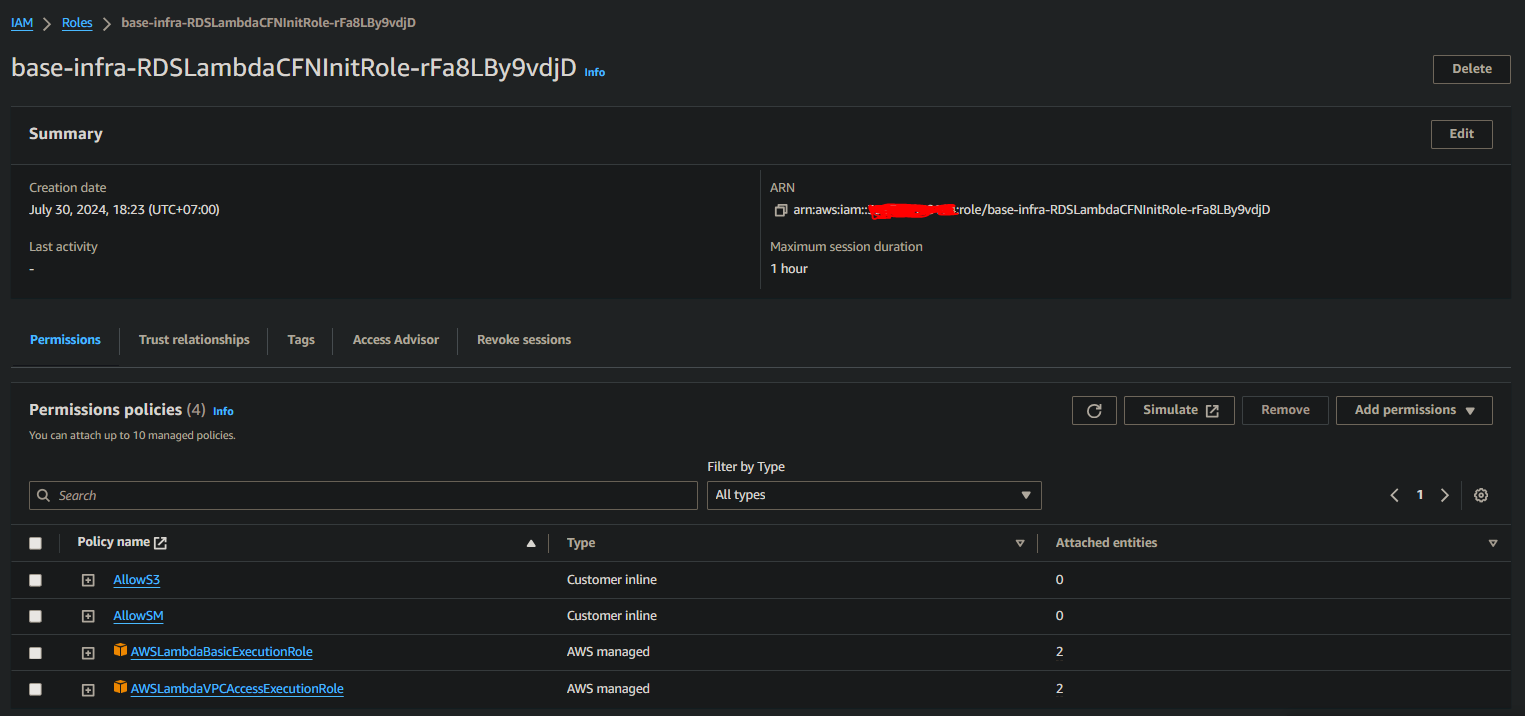 IAM > Roles > base-infra-RDSLambdaCFNInitRole-rFa8LBy9vdjD
base-infra-RDSLambdaCFNInitRole-rFa8LBy9vdjD Info
Delete
Summary
Edit
Creation date
July 30, 2024, 18:23 (UTC+07:00)
ARN
arn:aws:iam:: :role/base-infra-RDSLambdaCFNInitRole-rFa8LBy9vdjD
Last activity
-
Maximum session duration
1 hour
Permissions Trust relationships Tags Access Advisor Revoke sessions
Permissions policies (4) Info
You can attach up to 10 managed policies.
Simulate Remove Add permissions
Filter by Type
Search All types 1
Policy name Type Attached entities
AllowS3 Customer inline 0
AllowSM Customer inline 0
AWSLambdaBasicExecutionRole AWS managed 2
AWSLambdaVPCAccessExecutionRole AWS managed 2